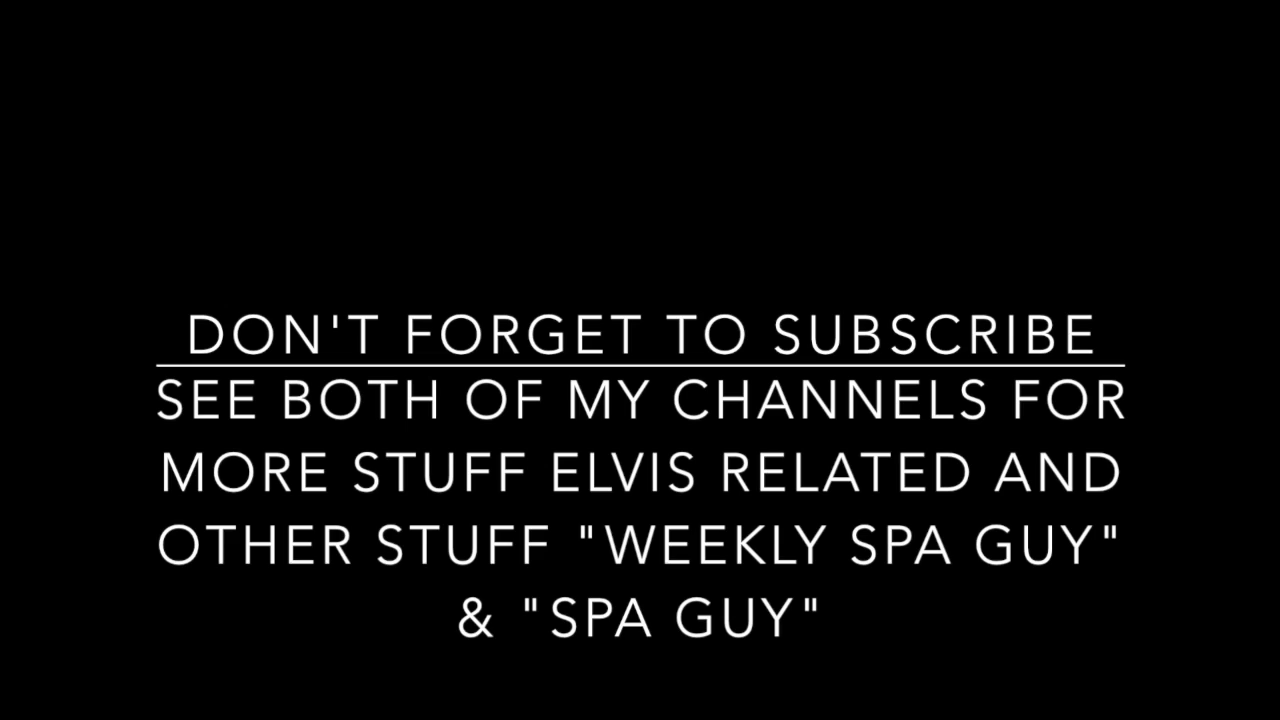 DON'T FORGET TO SUBSCRIBE
SEE BOTH OF MY CHANNELS FOR
MORE STUFF ELVIS RELATED AND
OTHER STUFF "WEEKLY SPA GUY"
& "SPA GUY"